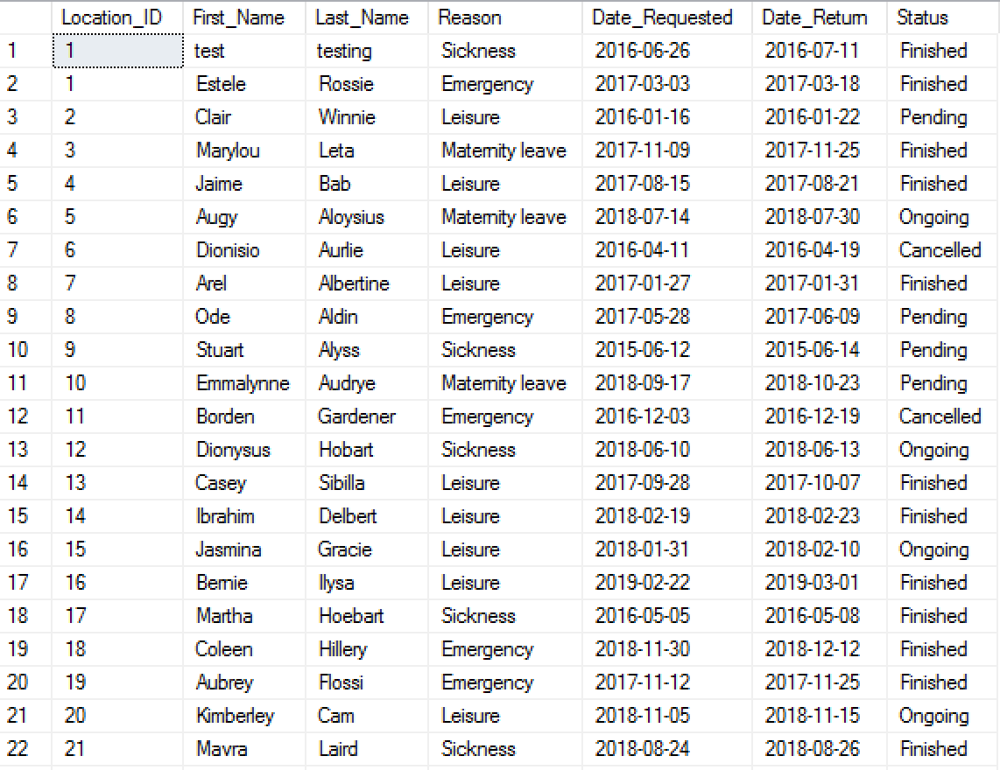 Location_ID First_Name Last_Name Reason Date_Requested Date_Return Status
1 1 test testing Sickness 2016-06-26 2016-07-11 Finished
2 1 Estele Rossie Emergency 2017-03-03 2017-03-18 Finished
3 2 Clair Winnie Leisure 2016-01-16 2016-01-22 Pending
4 3 Marylou Leta Maternity leave 2017-11-09 2017-11-25 Finished
5 4 Jaime Bab Leisure 2017-08-15 2017-08-21 Finished
6 5 Augy Aloysius Maternity leave 2018-07-14 2018-07-30 Ongoing
7 6 Dionisio Aurlie Leisure 2016-04-11 2016-04-19 Cancelled
8 7 Arel Albertine Leisure 2017-01-27 2017-01-31 Finished
9 8 Ode Aldin Emergency 2017-05-28 2017-06-09 Pending
10 9 Stuart Alyss Sickness 2015-06-12 2015-06-14 Pending
11 10 Emmalynne Audrye Maternity leave 2018-09-17 2018-10-23 Pending
12 11 Borden Gardener Emergency 2016-12-03 2016-12-19 Cancelled
13 12 Dionysus Hobart Sickness 2018-06-10 2018-06-13 Ongoing
14 13 Casey Sibilla Leisure 2017-09-28 2017-10-07 Finished
15 14 Ibrahim Delbert Leisure 2018-02-19 2018-02-23 Finished
16 15 Jasmina Gracie Leisure 2018-01-31 2018-02-10 Ongoing
17 16 Bernie Ilysa Leisure 2019-02-22 2019-03-01 Finished
18 17 Martha Hoebart Sickness 2016-05-05 2016-05-08 Finished
19 18 Coleen Hillery Emergency 2018-11-30 2018-12-12 Finished
20 19 Aubrey Flossi Emergency 2017-11-12 2017-11-25 Finished
21 20 Kimberley Cam Leisure 2018-11-05 2018-11-15 Ongoing
22 21 Mavra Laird Sickness 2018-08-24 2018-08-26 Finished